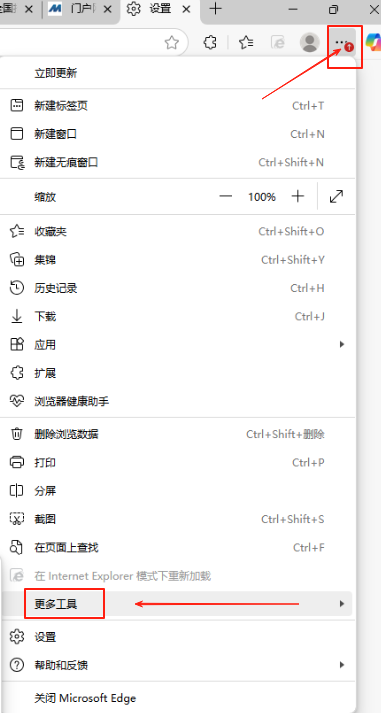 门户
设置
立即更新
新建标签页 Ctrl+T
新建窗口 Ctrl+N
新建无痕窗口 Ctrl+Shift+N
缩放 100%
收藏夹 Ctrl+Shift+O
集锦 Ctrl+Shift+Y
历史记录 Ctrl+H
下载 Ctrl+J
应用
扩展
浏览器健康助手
删除浏览数据 Ctrl+Shift+删除
打印 Ctrl+P
分屏
截图 Ctrl+Shift+S
在页面上查找 Ctrl+F
在 Internet Explorer 模式下重新加载
更多工具
设置
帮助和反馈
关闭 Microsoft Edge